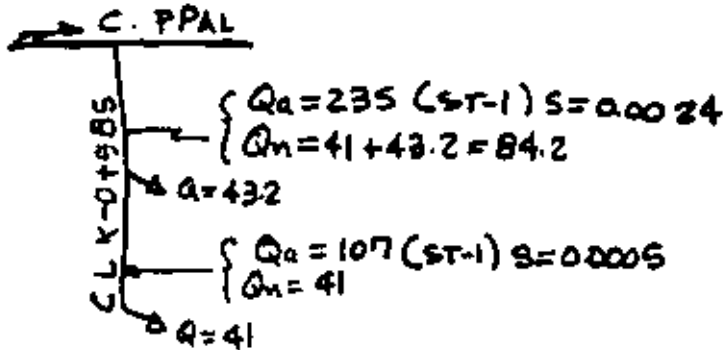 C. PPAL
Qa = 235 (ST-1) S = 0.0024
Qn = 41 + 43.2 = 84.2
Q = 43.2
CL K-0+985
Qa = 107 (ST-1) S = 0.0005
Qn = 41
Q = 41